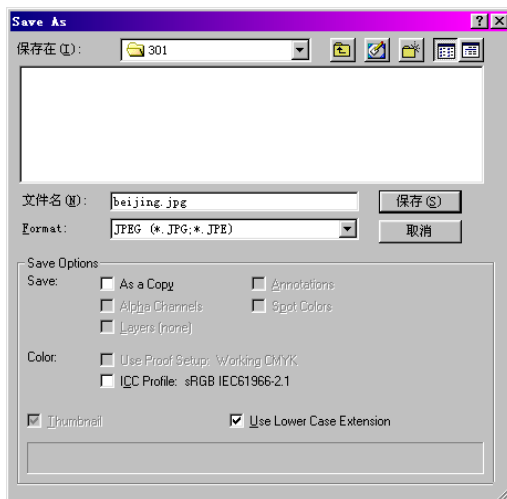 Save As
保存在(I):
301
文件名(N):
beijing.jpg
保存(S)
Format:
JPEG (*.JPG;*.JPE)
取消
Save Options
Save:
As a Copy
Annotations
Alpha Channels
Spot Colors
Layers (none)
Color:
Use Proof Setup: Working CMYK
ICC Profile: sRGB IEC61966-2.1
Thumbnail
Use Lower Case Extension